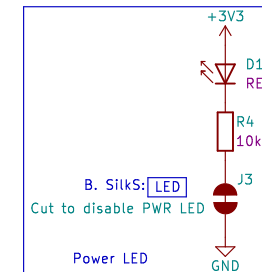 +3V3
D1
RE
R4
10k
J3
B. SilkS: LED
Cut to disable PWR LED
Power LED
GND